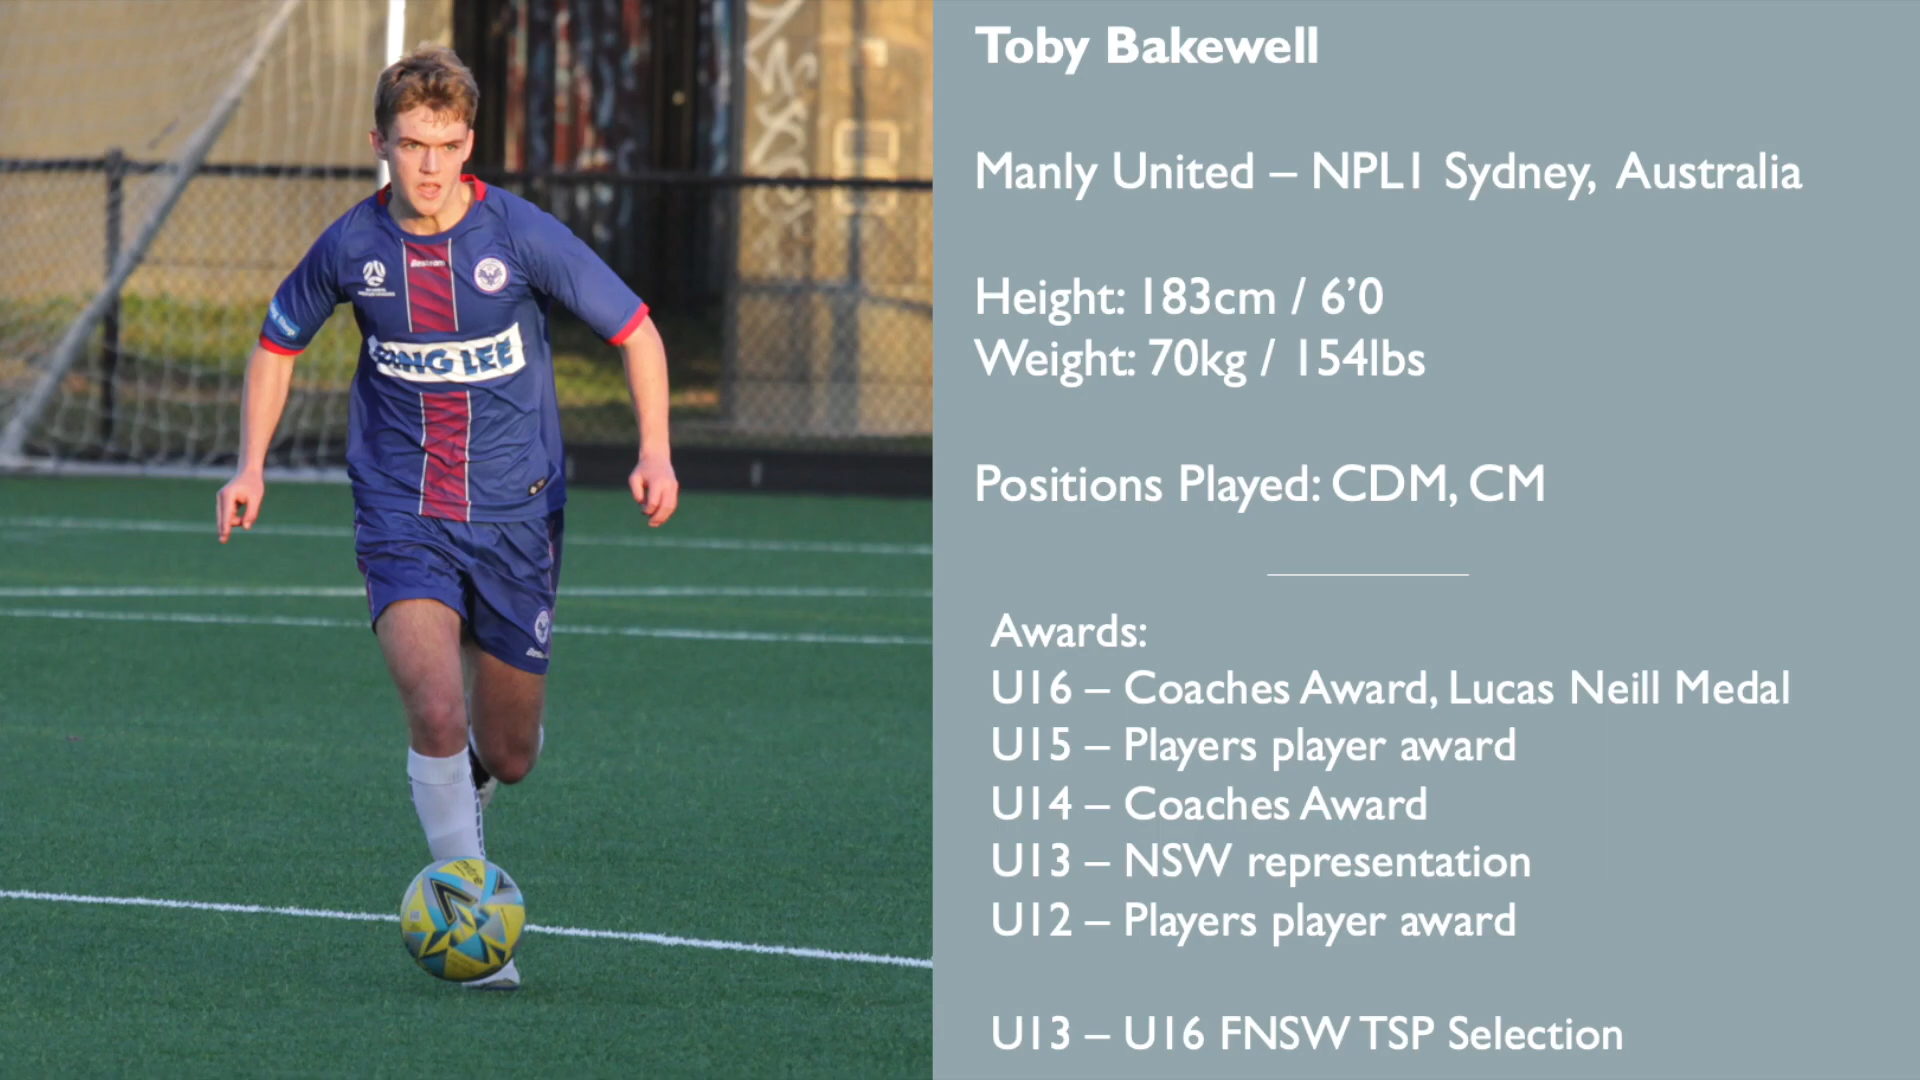 Toby Bakewell
Manly United – NPL1 Sydney, Australia
Height: 183cm / 6’0
Weight: 70kg / 154lbs
Positions Played: CDM, CM
Awards:
U16 – Coaches Award, Lucas Neill Medal
U15 – Players player award
U14 – Coaches Award
U13 – NSW representation
U12 – Players player award
U13 – U16 FNSW TSP Selection
LEE